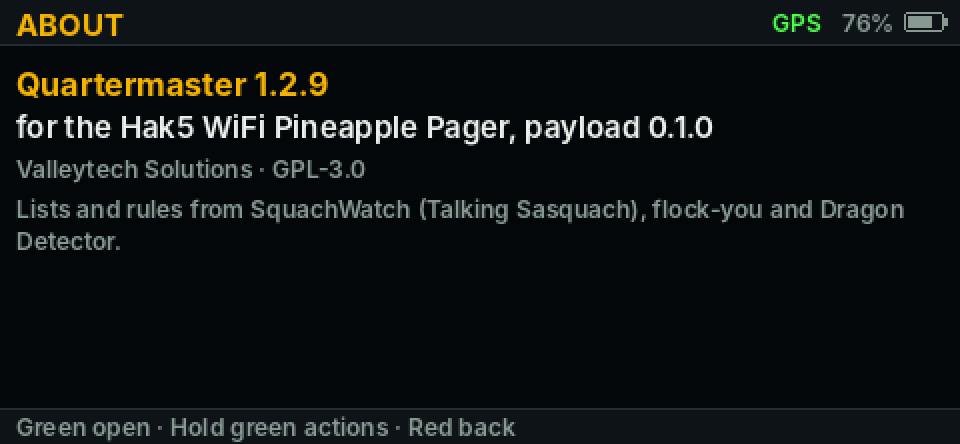 ABOUT
GPS 76%
Quartermaster 1.2.9
for the Hak5 WiFi Pineapple Pager, payload 0.1.0
Valleytech Solutions · GPL-3.0
Lists and rules from SquachWatch (Talking Sasquach), flock-you and Dragon
Detector.
Green open · Hold green actions · Red back